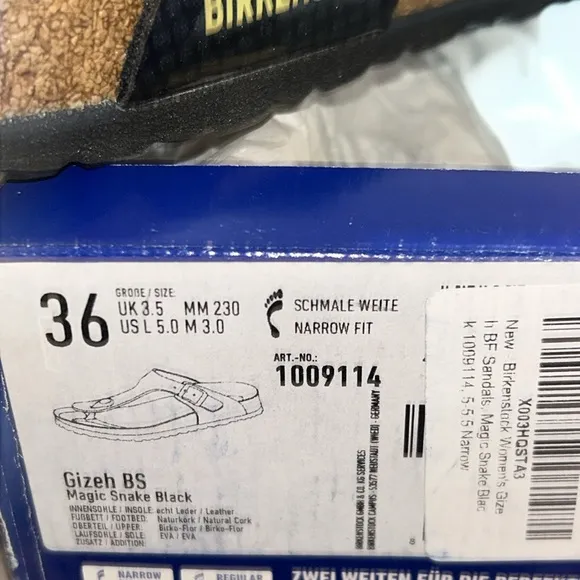 BIRKEN
36
GRÖßE / SIZE:
UK 3.5 MM 230
US L 5.0 M 3.0
SCHMALE WEITE
NARROW FIT
ART.-NO.:
1009114
Gizeh BS
Magic Snake Black
INNENSOHLE / INSOLE: echt Leder / Leather
FUßBETT / FOOTBED: Naturkork / Natural Cork
OBERTEIL / UPPER: Birko-Flor / Birko-Flor
LAUFSOHLE / SOLE: EVA / EVA
ZUSATZ / ADDITION:
X003HQSTA3
New - Birkenstock Women's Gize
h BF Sandals, Magic Snake Blac
k 1009114, 5-5.5 Narrow
NARROW
REGULAR
ZWEI WEITEN FÜR DIE